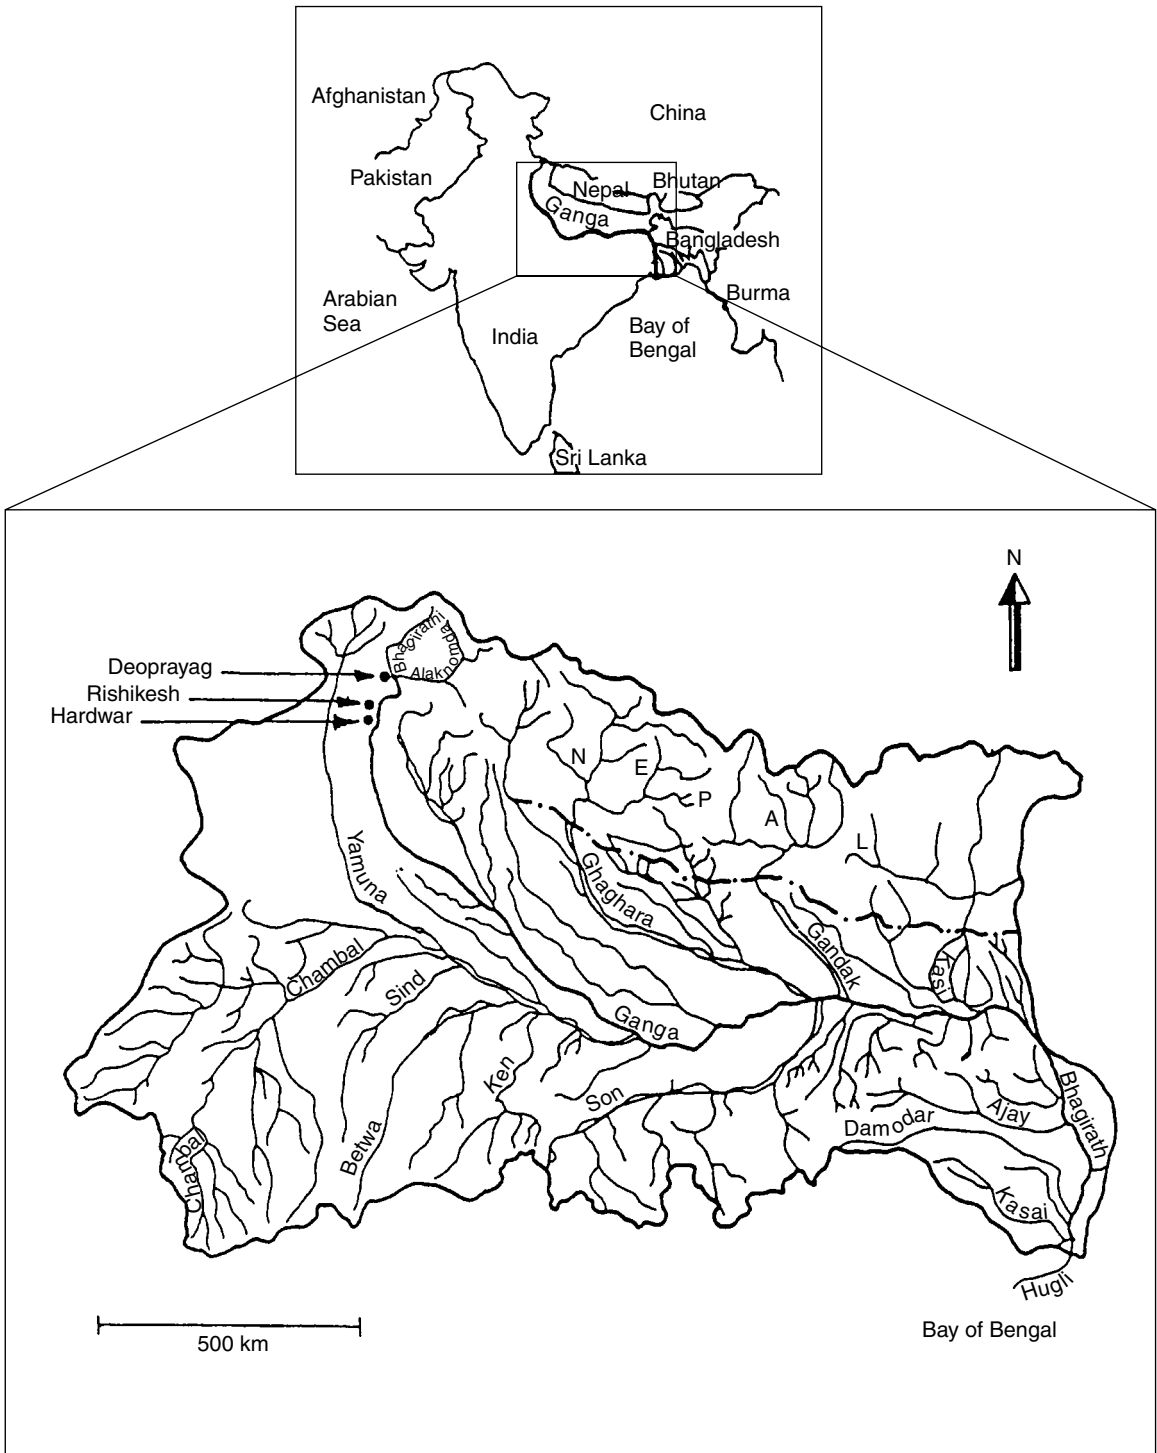 Afghanistan
China
Pakistan
Nepal
Bhutan
Ganga
Bangladesh
Arabian
Sea
Burma
India
Bay of
Bengal
Sri Lanka
N
Bhagirathi
Alaknomda
Deoprayag
Rishikesh
Hardwar
N
E
P
A
L
Yamuna
Ghaghara
Gandak
Kasi
Chambal
Sind
Ganga
Ken
Son
Betwa
Chambal
Damodar
Ajay
Bhagirath
Kasai
Hugli
500 km
Bay of Bengal